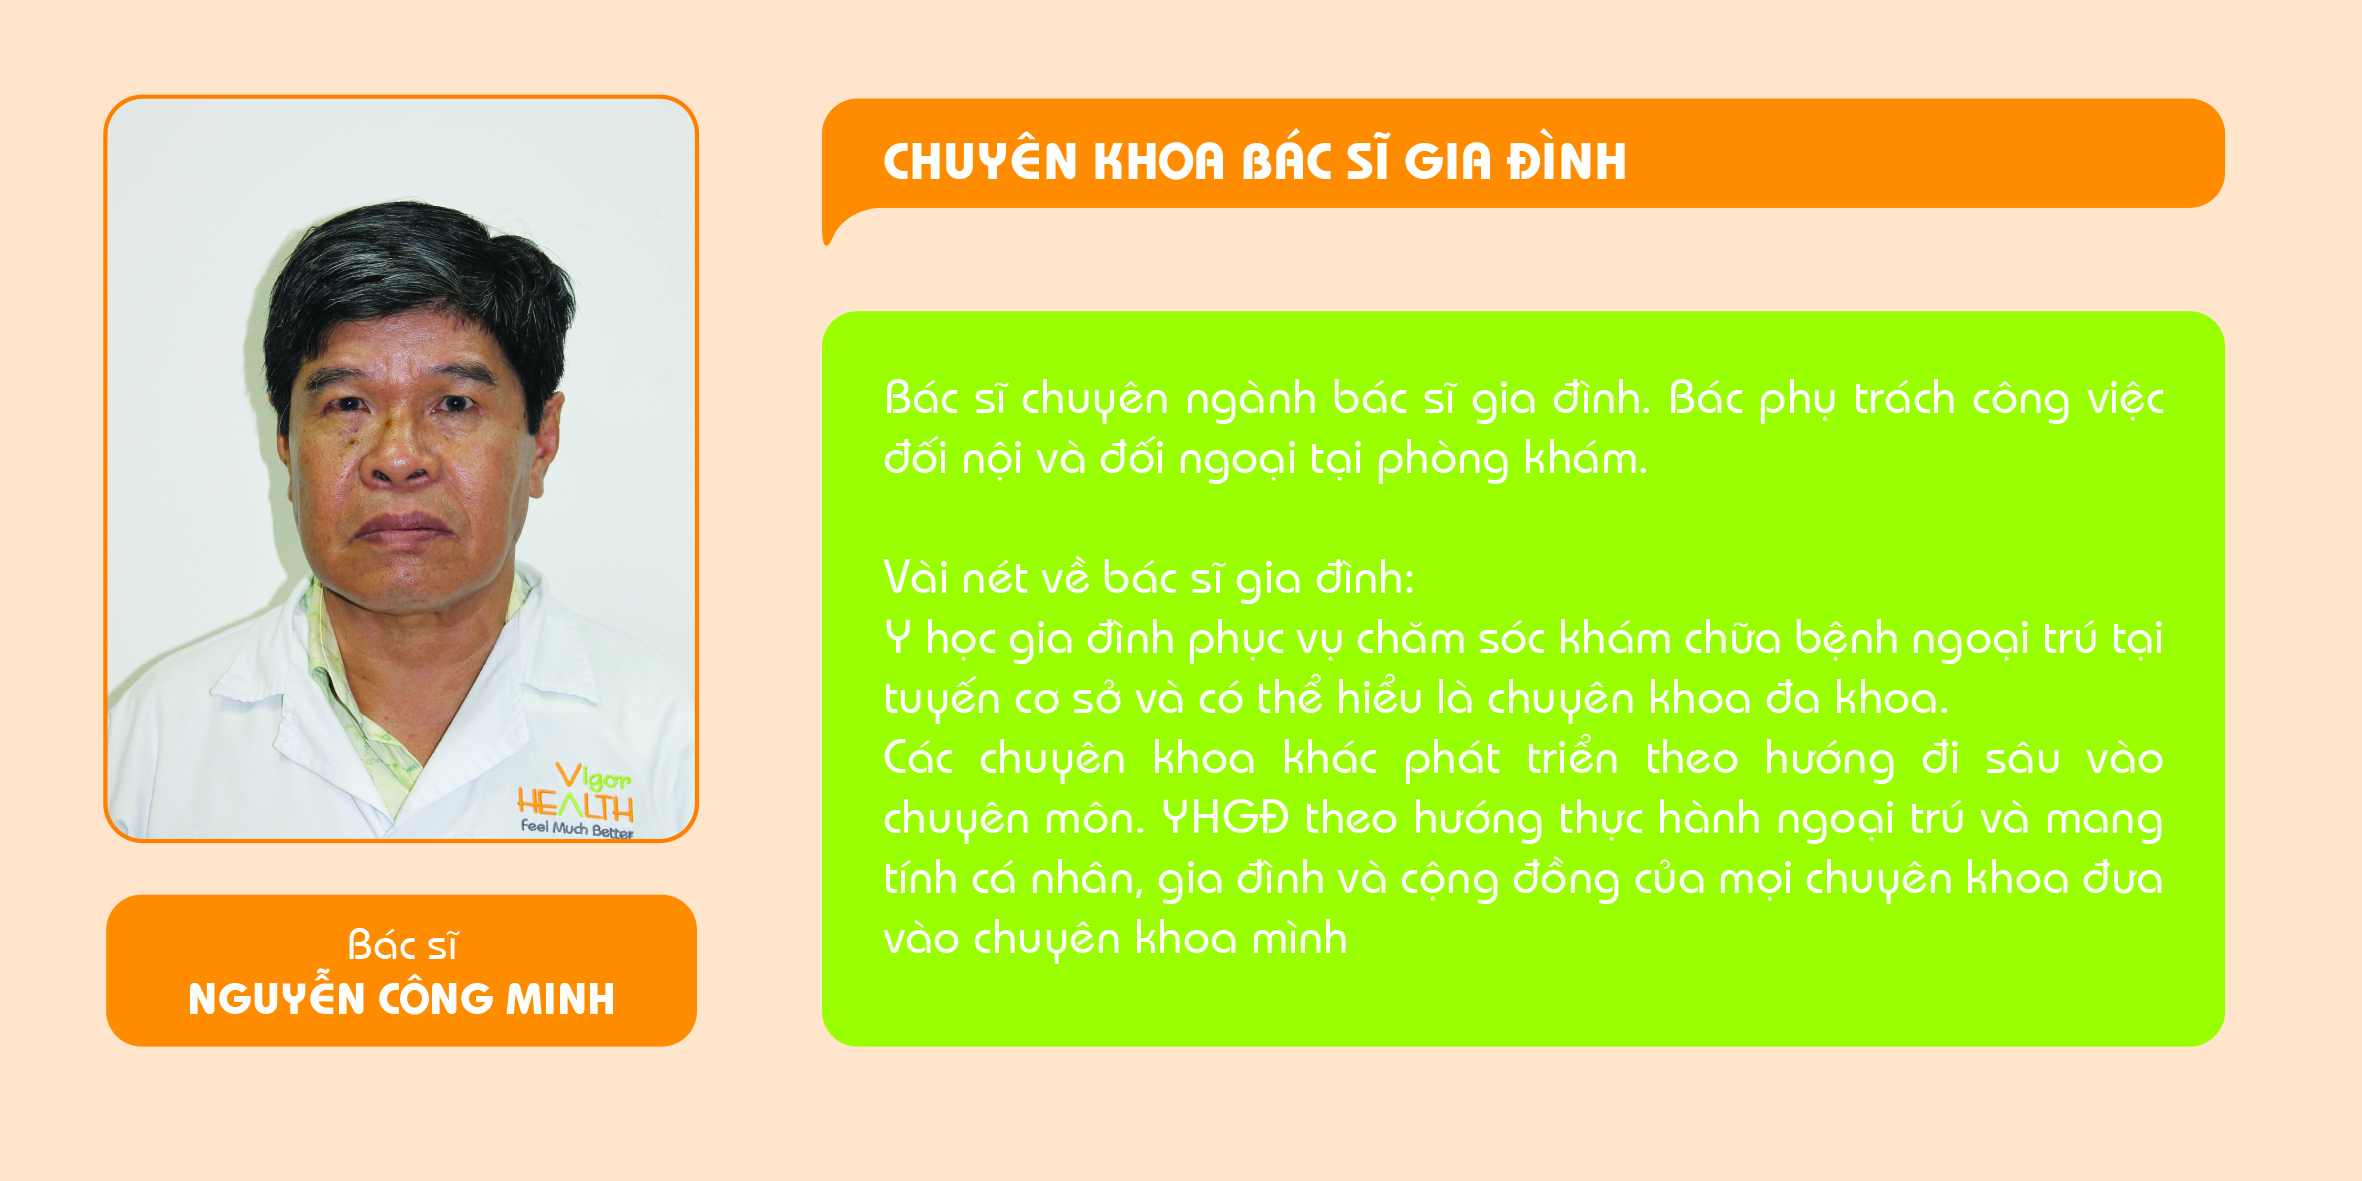 CHUYÊN KHOA BÁC SĨ GIA ĐÌNH
Bác sĩ chuyên ngành bác sĩ gia đình. Bác phụ trách công việc
đối nội và đối ngoại tại phòng khám.
Vài nét về bác sĩ gia đình:
Y học gia đình phục vụ chăm sóc khám chữa bệnh ngoại trú tại
tuyến cơ sở và có thể hiểu là chuyên khoa đa khoa.
Các chuyên khoa khác phát triển theo hướng đi sâu vào
chuyên môn. YHGĐ theo hướng thực hành ngoại trú và mang
tính cá nhân, gia đình và cộng đồng của mọi chuyên khoa đưa
vào chuyên khoa mình
Vigor
HEALTH
Feel Much Better
Bác sĩ
NGUYỄN CÔNG MINH